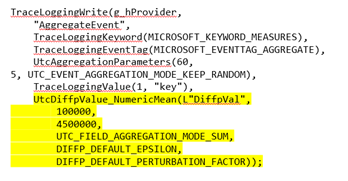 TraceLoggingWrite(g_hProvider,
"AggregateEvent",
TraceLoggingKeyword(MICROSOFT_KEYWORD_MEASURES),
TraceLoggingEventTag(MICROSOFT_EVENTTAG_AGGREGATE),
UtcAggregationParameters(60,
5, UTC_EVENT_AGGREGATION_MODE_KEEP_RANDOM),
TraceLoggingValue(1, "key"),
UtcDiffpValue_NumericMean(L"DiffpVal",
100000,
4500000,
UTC_FIELD_AGGREGATION_MODE_SUM,
DIFFP_DEFAULT_EPSILON,
DIFFP_DEFAULT_PERTURBATION_FACTOR));